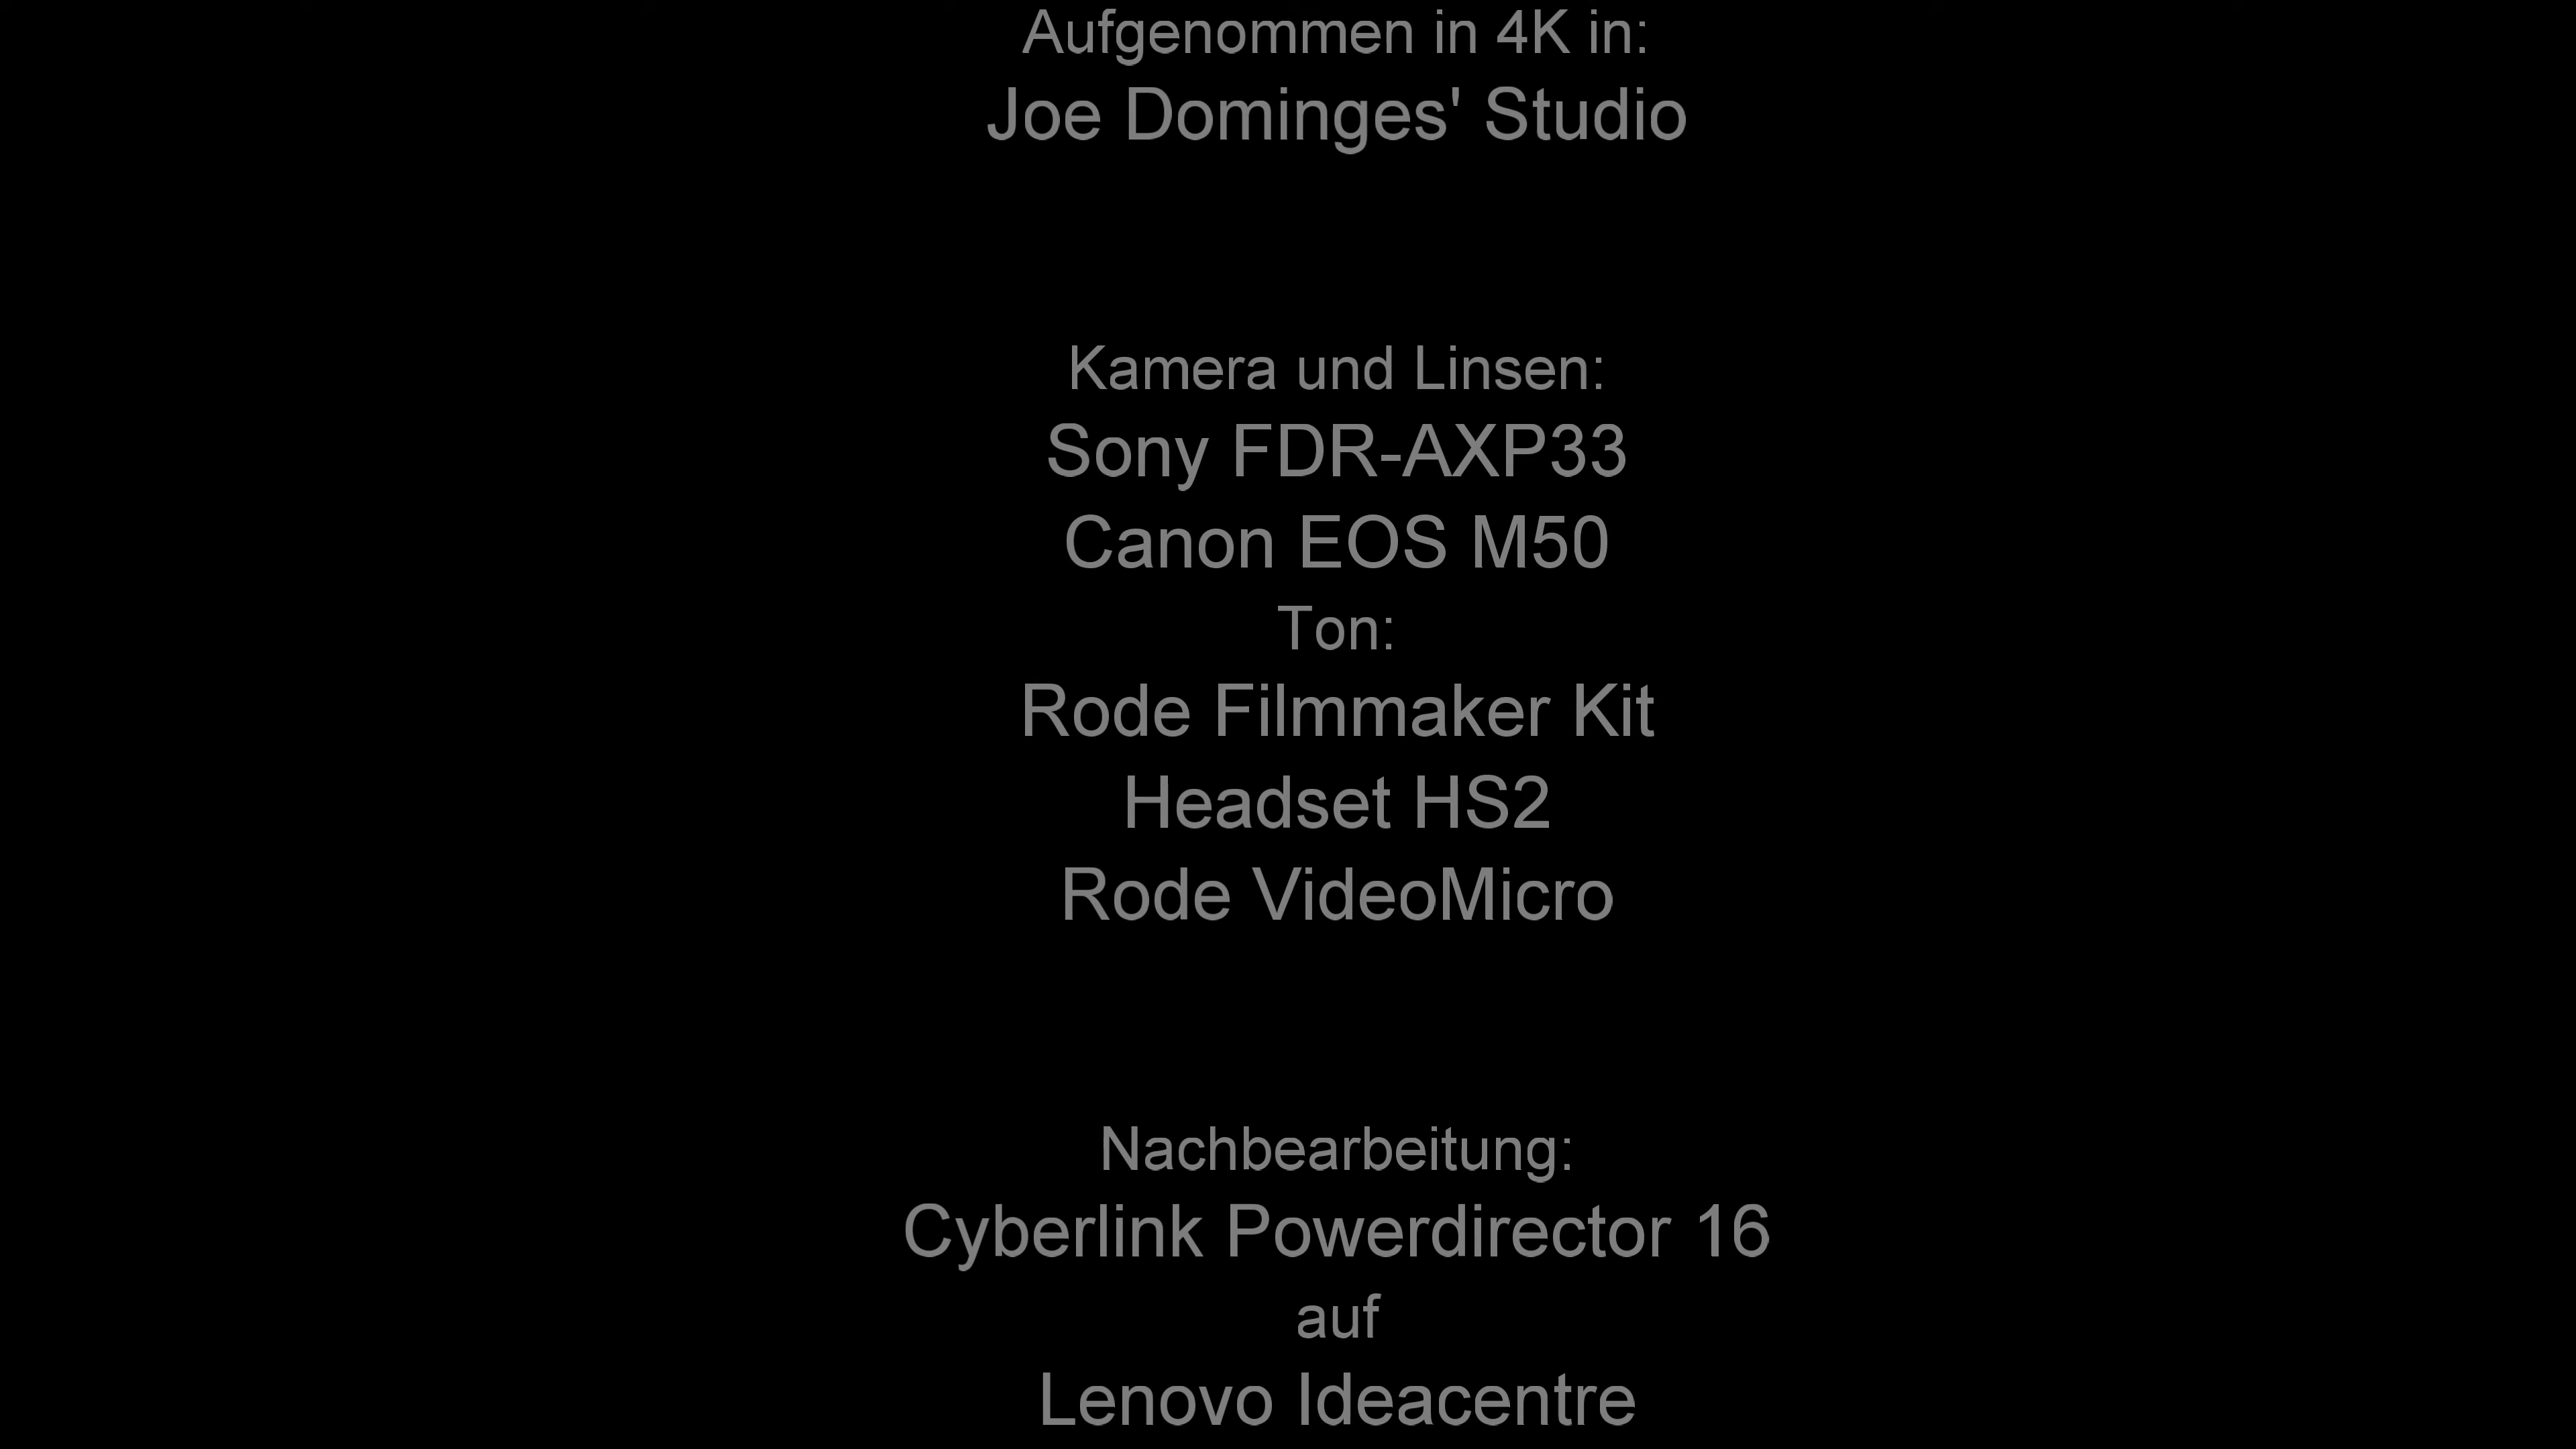 Aufgenommen in 4K in:
Joe Dominges' Studio
Kamera und Linsen:
Sony FDR-AXP33
Canon EOS M50
Ton:
Rode Filmmaker Kit
Headset HS2
Rode VideoMicro
Nachbearbeitung:
Cyberlink Powerdirector 16
auf
Lenovo Ideacentre